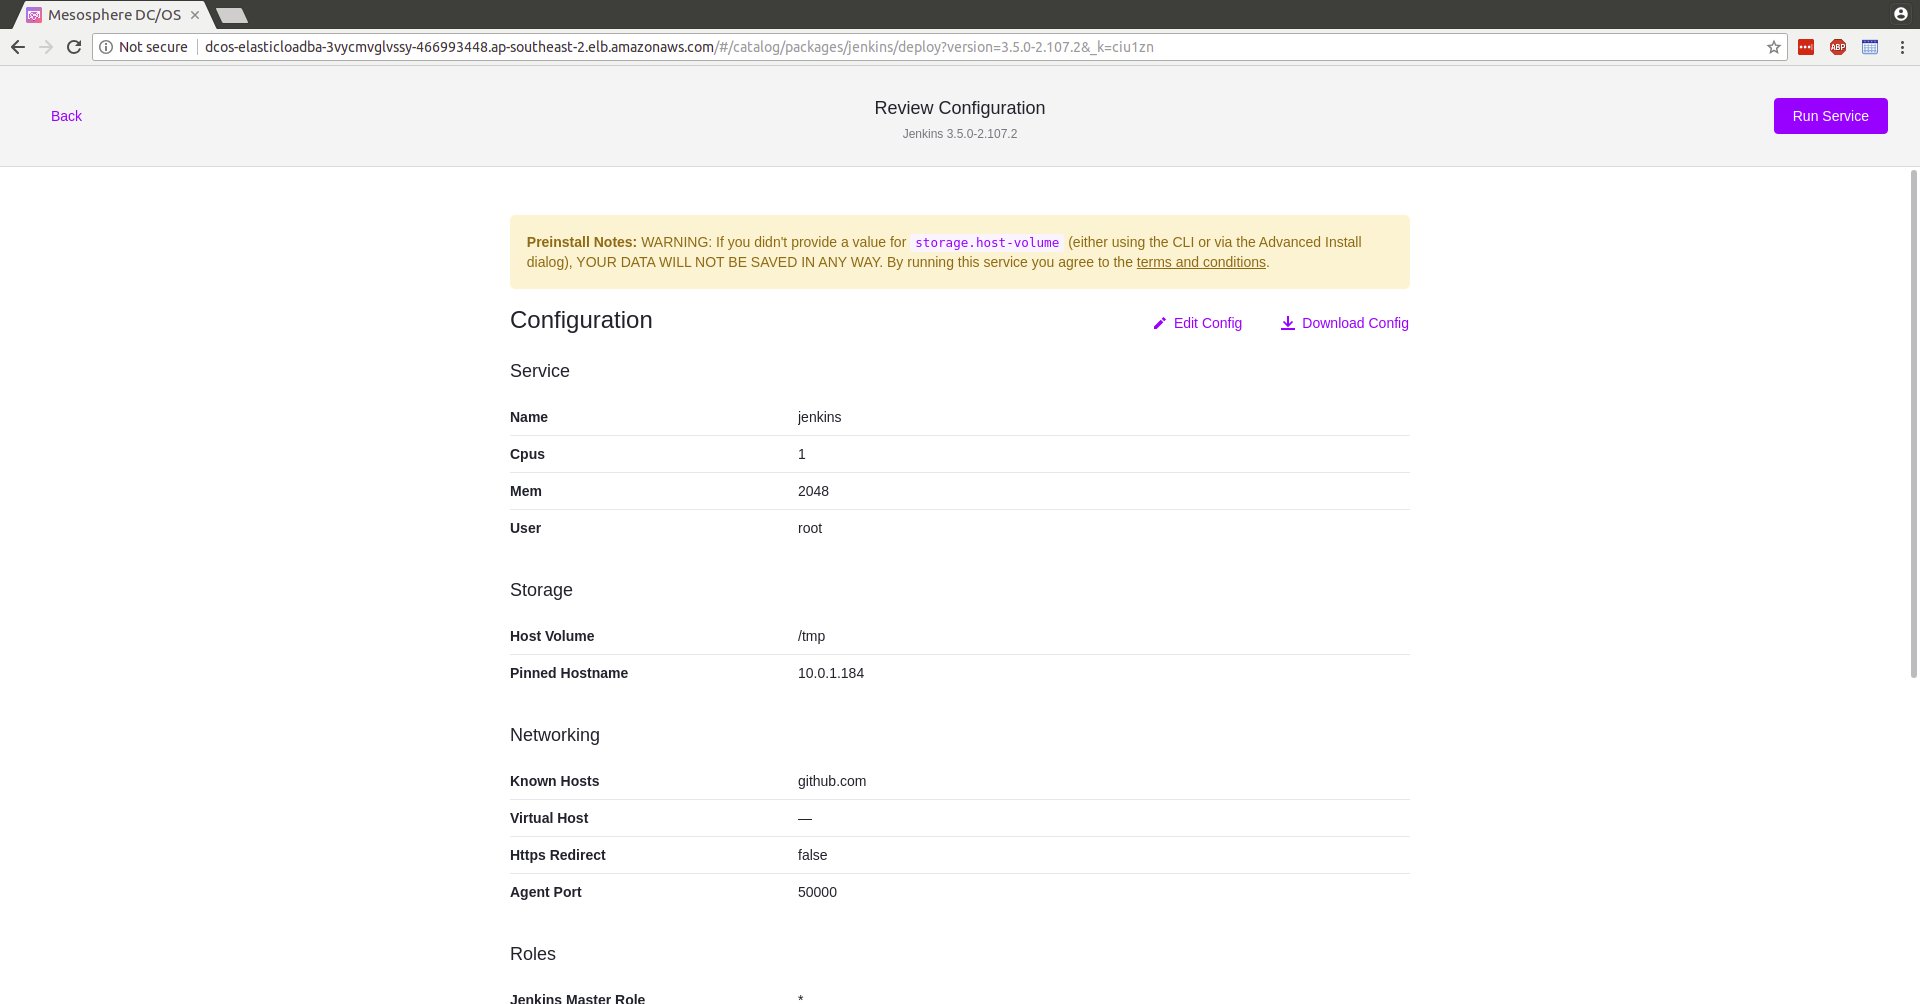 Mesosphere DC/OS
Not secure dcos-elasticloadba-3vycmvglvssy-466993448.ap-southeast-2.elb.amazonaws.com/#/catalog/packages/jenkins/deploy?version=3.5.0-2.107.2&_k=ciu1zn
ABP
Back
Review Configuration
Jenkins 3.5.0-2.107.2
Run Service
Preinstall Notes: WARNING: If you didn't provide a value for storage.host-volume (either using the CLI or via the Advanced Install
dialog), YOUR DATA WILL NOT BE SAVED IN ANY WAY. By running this service you agree to the terms and conditions.
Configuration
Edit Config
Download Config
Service
Name jenkins
Cpus 1
Mem 2048
User root
Storage
Host Volume /tmp
Pinned Hostname 10.0.1.184
Networking
Known Hosts github.com
Virtual Host —
Https Redirect false
Agent Port 50000
Roles
Jenkins Master Role *